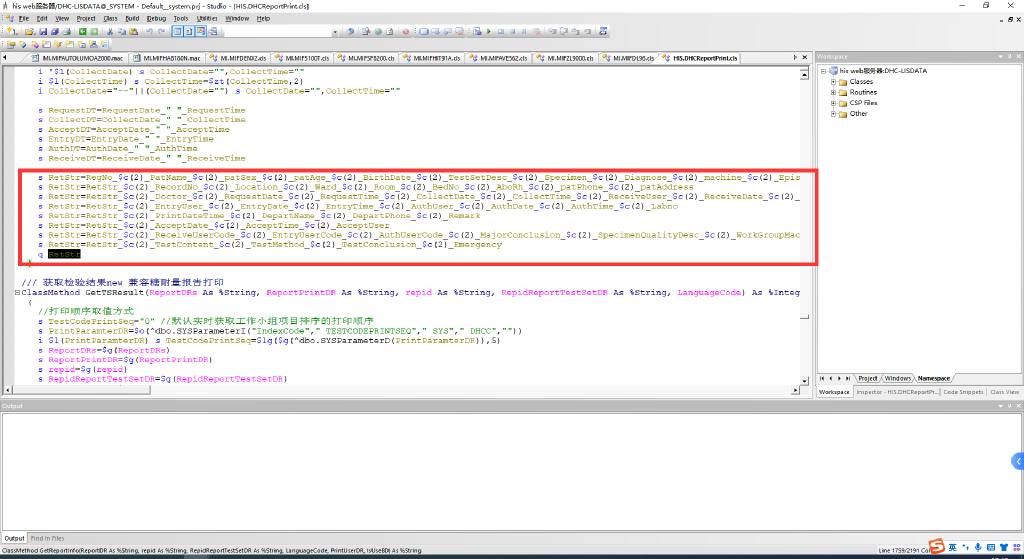 his web服务器/DHC-LISDATA@_SYSTEM - Default__system.prj - Studio - [HIS.DHCReportPrint.cls]
File Edit View Project Class Build Debug Tools Utilities Window Help
MI.MIFAUTOLUMOA2000.mac MI.MIFHA8180N.mac MI.MIFDENX2.cls MI.MIFS100T.cls MI.MIFSP8200.cls MI.MIFHIT91A.cls MI.MIFAVE562.cls MI.MIFZL9000.cls MI.MIFDL96.cls HIS.DHCReportPrint.cls
i '$l(CollectDate) s CollectDate="",CollectTime=""
i $l(CollectTime) s CollectTime=$zt(CollectTime,2)
i CollectDate="--"||(CollectDate="") s CollectDate="",CollectTime=""
s RequestDT=RequestDate_" "_RequestTime
s CollectDT=CollectDate_" "_CollectTime
s AcceptDT=AcceptDate_" "_AcceptTime
s EntryDT=EntryDate_" "_EntryTime
s AuthDT=AuthDate_" "_AuthTime
s ReceiveDT=ReceiveDate_" "_ReceiveTime
s RetStr=RegNo_$c(2)_PatName_$c(2)_patSex_$c(2)_patAge_$c(2)_BirthDate_$c(2)_TestSetDesc_$c(2)_Specimen_$c(2)_Diagnose_$c(2)_machine_$c(2)_Epis
s RetStr=RetStr_$c(2)_RecordNo_$c(2)_Location_$c(2)_Ward_$c(2)_Room_$c(2)_BedNo_$c(2)_AboRh_$c(2)_patPhone_$c(2)_patAddress
s RetStr=RetStr_$c(2)_Doctor_$c(2)_RequestDate_$c(2)_RequestTime_$c(2)_CollectDate_$c(2)_CollectTime_$c(2)_ReceiveUser_$c(2)_ReceiveDate_$c(2)_
s RetStr=RetStr_$c(2)_EntryUser_$c(2)_EntryDate_$c(2)_EntryTime_$c(2)_AuthUser_$c(2)_AuthDate_$c(2)_AuthTime_$c(2)_Labno
s RetStr=RetStr_$c(2)_PrintDateTime_$c(2)_DepartName_$c(2)_DepartPhone_$c(2)_Remark
s RetStr=RetStr_$c(2)_AcceptDate_$c(2)_AcceptTime_$c(2)_AcceptUser
s RetStr=RetStr_$c(2)_ReceiveUserCode_$c(2)_EntryUserCode_$c(2)_AuthUserCode_$c(2)_MajorConclusion_$c(2)_SpecimenQualityDesc_$c(2)_WorkGroupMac
s RetStr=RetStr_$c(2)_TestContent_$c(2)_TestMethod_$c(2)_TestConclusion_$c(2)_Emergency
q RetStr
}
/// 获取检验结果new 兼容糖耐量报告打印
ClassMethod GetTSResult(ReportDRs As %String, ReportPrintDR As %String, repid As %String, RepidReportTestSetDR As %String, LanguageCode) As %Integ
{
//打印顺序取值方式
s TestCodePrintSeq="0" //默认实时获取工作小组项目排序的打印顺序
s PrintParamterDR=$o(^dbo.SYSParameterI("IndexCode"," TESTCODEPRINTSEQ"," SYS"," DHCC",""))
i $l(PrintParamterDR) s TestCodePrintSeq=$lg($g(^dbo.SYSParameterD(PrintParamterDR)),5)
s ReportDRs=$g(ReportDRs)
s ReportPrintDR=$g(ReportPrintDR)
s repid=$g(repid)
s RepidReportTestSetDR=$g(RepidReportTestSetDR)
Workspace
his web服务器:DHC-LISDATA
Classes
Routines
CSP Files
Other
Project Windows Namespace
Workspace Inspector - HIS.DHCReportPr... Code Snippets Class View
Output
Output Find in Files
ClassMethod GetReportInfo(ReportDR As %String, repid As %String, RepidReportTestSetDR As %String, LanguageCode, PrintUserDR, IsUseBD) As %String
Line 1759/2191 Co
英